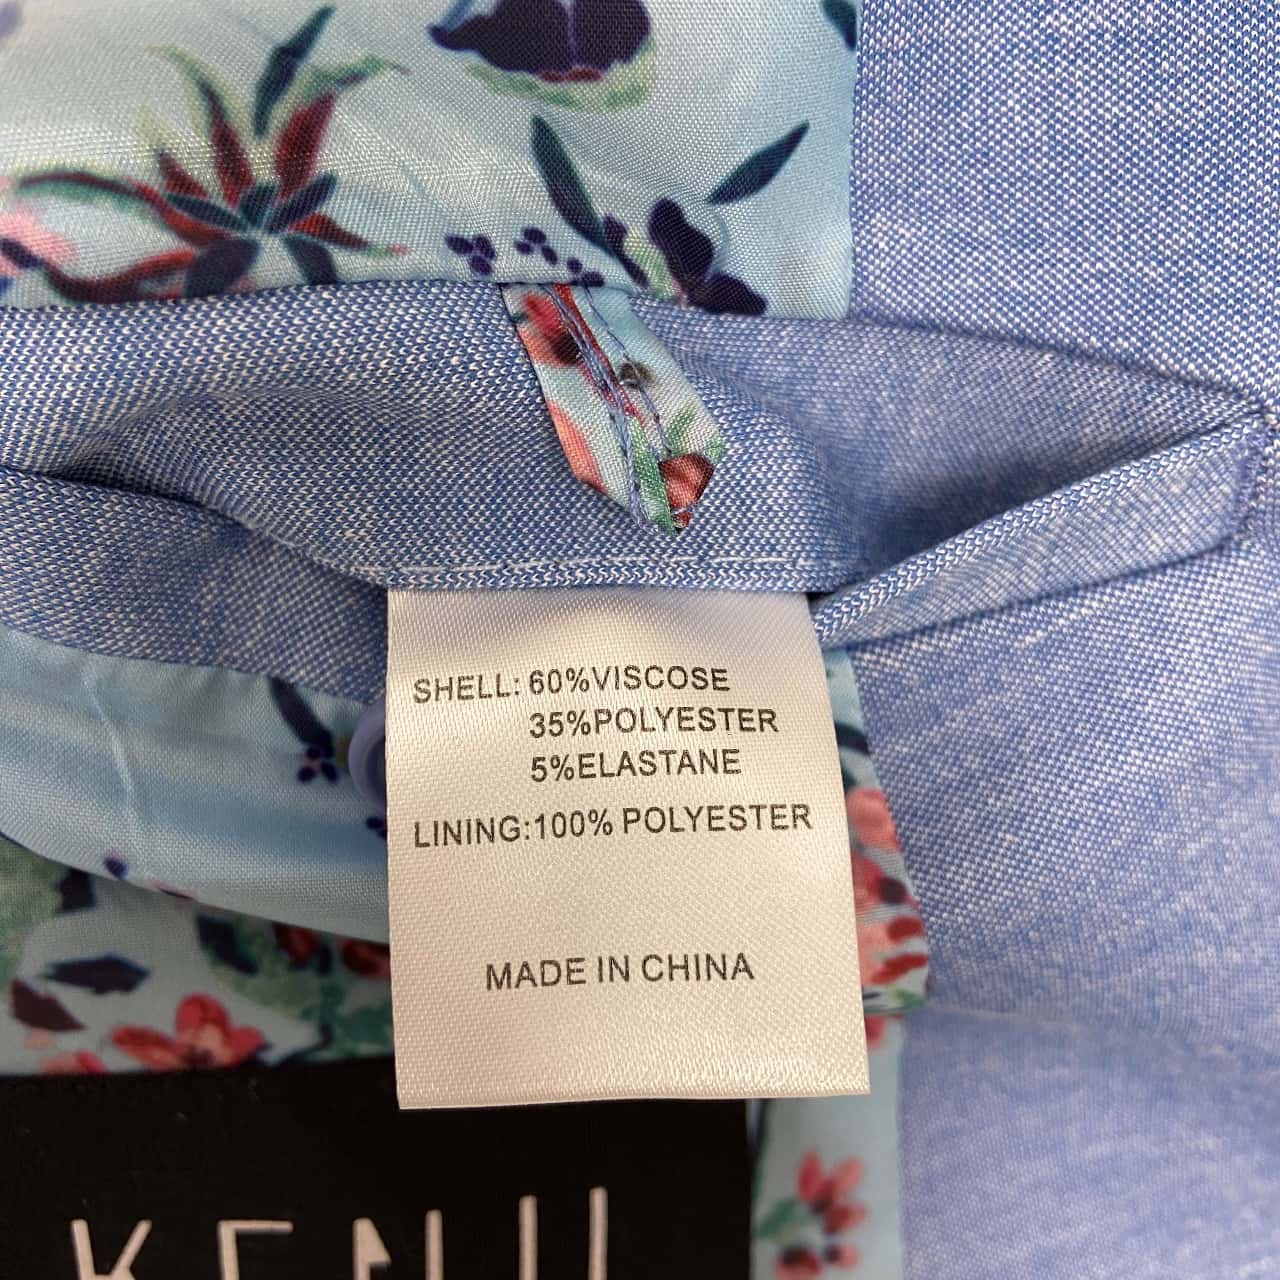 SHELL: 60%VISCOSE
35%POLYESTER
5%ELASTANE
LINING:100% POLYESTER
MADE IN CHINA